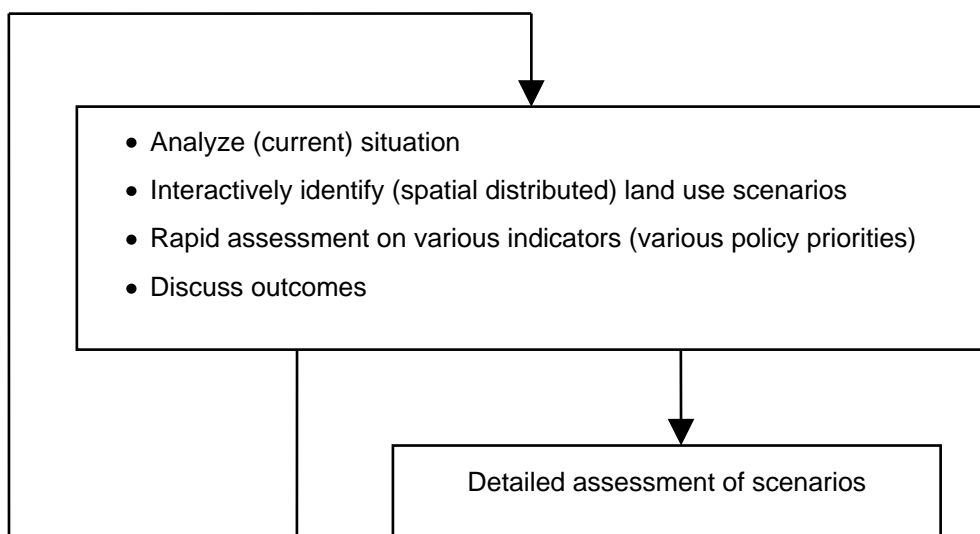 • Analyze (current) situation
• Interactively identify (spatial distributed) land use scenarios
• Rapid assessment on various indicators (various policy priorities)
• Discuss outcomes
Detailed assessment of scenarios